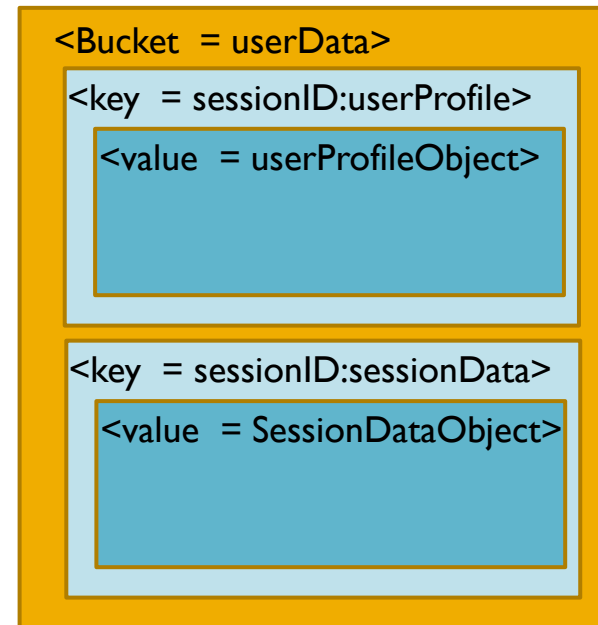 <Bucket = userData>
<key = sessionID:userProfile>
<value = userProfileObject>
<key = sessionID:sessionData>
<value = SessionDataObject>